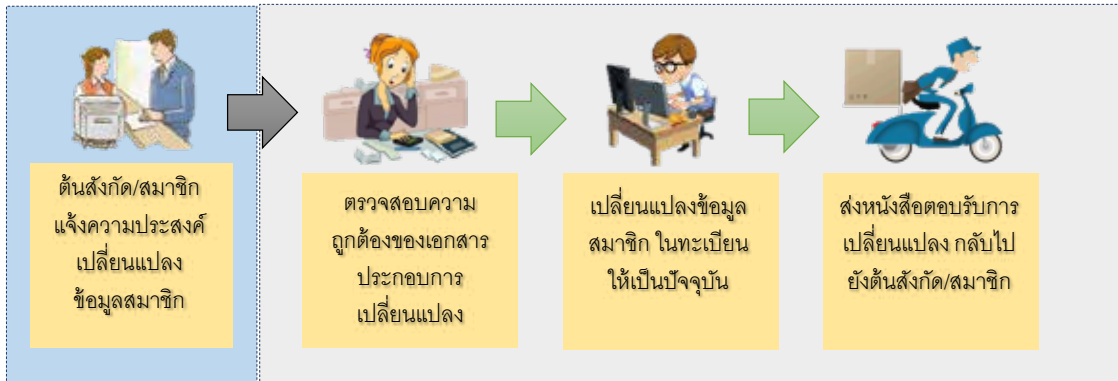 ต้นสังกัด/สมาชิก
แจ้งความประสงค์
เปลี่ยนแปลง
ข้อมูลสมาชิก
ตรวจสอบความ
ถูกต้องของเอกสาร
ประกอบการ
เปลี่ยนแปลง
เปลี่ยนแปลงข้อมูล
สมาชิก ในทะเบียน
ให้เป็นปัจจุบัน
ส่งหนังสือตอบรับการ
เปลี่ยนแปลง กลับไป
ยังต้นสังกัด/สมาชิก